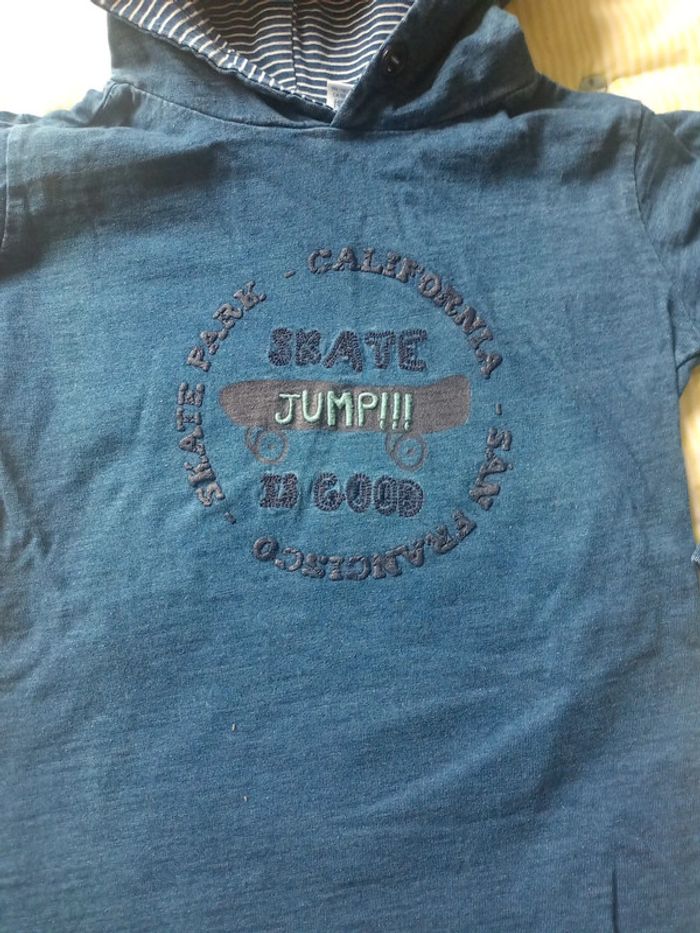 SKATE PARK - CALIFORNIA - SAN FRANCISCO -
SKATE
JUMP!!!
IS GOOD